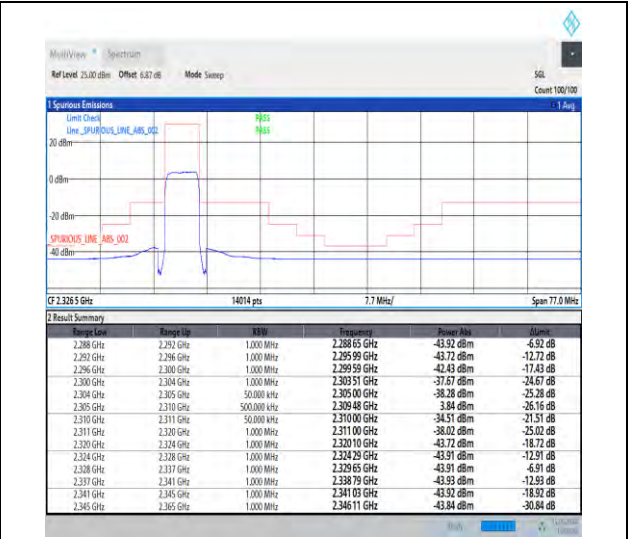 MultiView Spectrum
Ref Level 25.00 dBm Offset 6.87 dB Mode Sweep SGL
Count 100/100
1 Spurious Emissions 1 Avg
Limit Check PASS
Line _SPURIOUS_LINE_ABS_002 PASS
20 dBm
0 dBm
-20 dBm
_SPURIOUS_LINE_ABS_002
-40 dBm
CF 2.326 5 GHz 14014 pts 7.7 MHz/ Span 77.0 MHz
2 Result Summary
Range Low Range Up RBW Frequency Power Abs ΔLimit
2.288 GHz 2.292 GHz 1.000 MHz 2.288 65 GHz -43.92 dBm -6.92 dB
2.292 GHz 2.296 GHz 1.000 MHz 2.295 99 GHz -43.72 dBm -12.72 dB
2.296 GHz 2.300 GHz 1.000 MHz 2.299 59 GHz -42.43 dBm -17.43 dB
2.300 GHz 2.304 GHz 1.000 MHz 2.303 51 GHz -37.67 dBm -24.67 dB
2.304 GHz 2.305 GHz 50.000 kHz 2.305 00 GHz -38.28 dBm -25.28 dB
2.305 GHz 2.310 GHz 500.000 kHz 2.309 48 GHz 3.84 dBm -26.16 dB
2.310 GHz 2.311 GHz 50.000 kHz 2.310 00 GHz -34.51 dBm -21.51 dB
2.311 GHz 2.320 GHz 1.000 MHz 2.311 00 GHz -38.02 dBm -25.02 dB
2.320 GHz 2.324 GHz 1.000 MHz 2.320 10 GHz -43.72 dBm -18.72 dB
2.324 GHz 2.328 GHz 1.000 MHz 2.324 29 GHz -43.91 dBm -12.91 dB
2.328 GHz 2.337 GHz 1.000 MHz 2.329 65 GHz -43.91 dBm -6.91 dB
2.337 GHz 2.341 GHz 1.000 MHz 2.338 79 GHz -43.93 dBm -12.93 dB
2.341 GHz 2.345 GHz 1.000 MHz 2.341 03 GHz -43.92 dBm -18.92 dB
2.345 GHz 2.365 GHz 1.000 MHz 2.346 11 GHz -43.84 dBm -30.84 dB